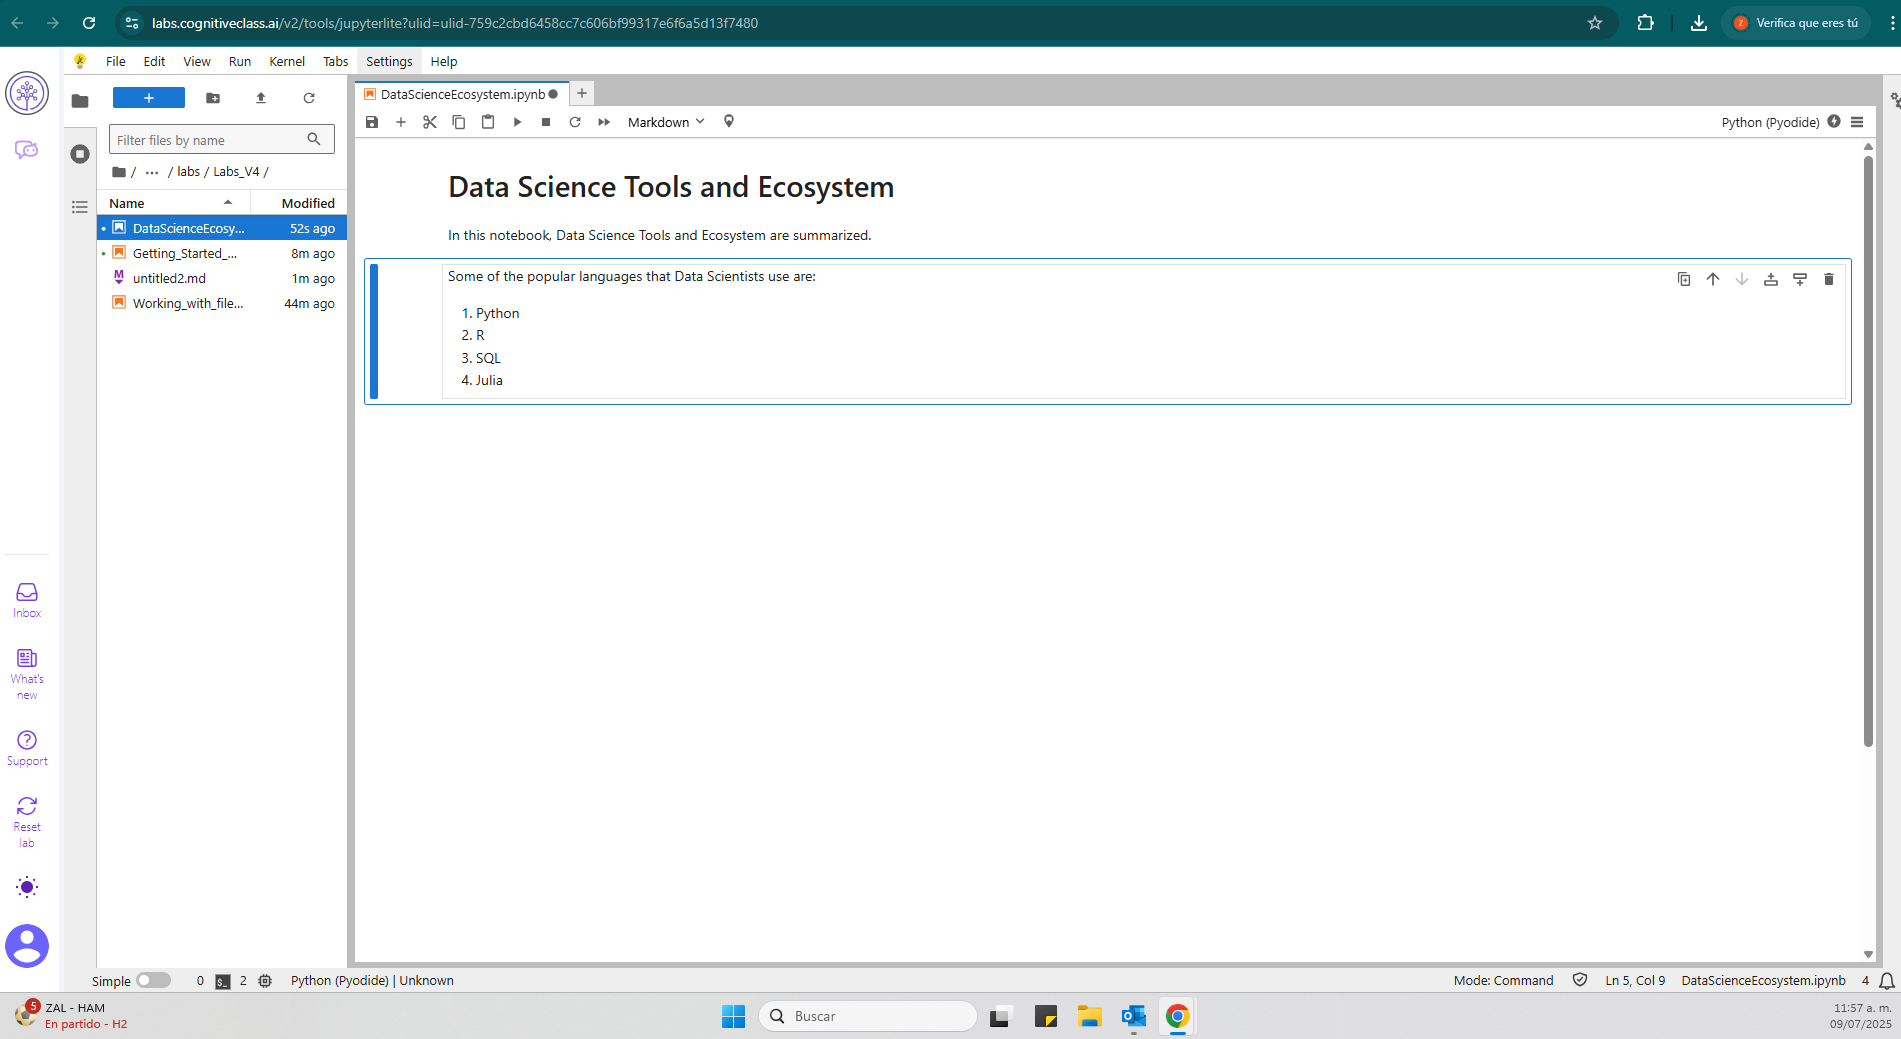 labs.cognitiveclass.ai/v2/tools/jupyterlite?ulid=ulid-759c2cbd6458cc7c606bf99317e6f6a5d13f7480
Z Verifica que eres tú
File Edit View Run Kernel Tabs Settings Help
DataScienceEcosystem.ipynb
Markdown
Python (Pyodide)
Filter files by name
/ ... / labs / Labs_V4 /
Name Modified
DataScienceEcosy... 52s ago
Getting_Started_... 8m ago
M untitled2.md 1m ago
Working_with_file... 44m ago
Data Science Tools and Ecosystem
In this notebook, Data Science Tools and Ecosystem are summarized.
Some of the popular languages that Data Scientists use are:
1. Python
2. R
3. SQL
4. Julia
Inbox
What's
new
Support
Reset
lab
Simple 0 $_ 2 Python (Pyodide) | Unknown Mode: Command Ln 5, Col 9 DataScienceEcosystem.ipynb 4
5 ZAL - HAM
En partido - H2
Buscar
11:57 a. m.
09/07/2025